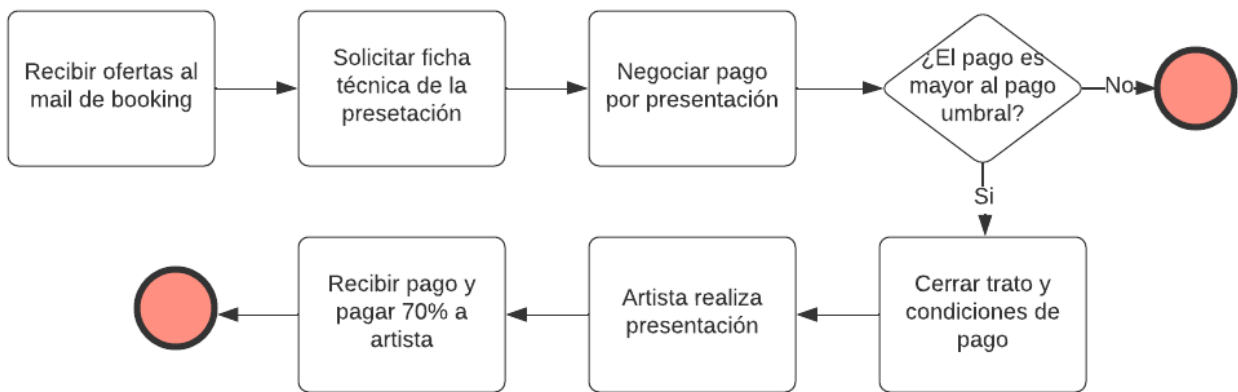 Recibir ofertas al
mail de booking
Solicitar ficha
técnica de la
presetación
Negociar pago
por presentación
¿El pago es
mayor al pago
umbral?
No
Si
Cerrar trato y
condiciones de
pago
Artista realiza
presentación
Recibir pago y
pagar 70% a
artista